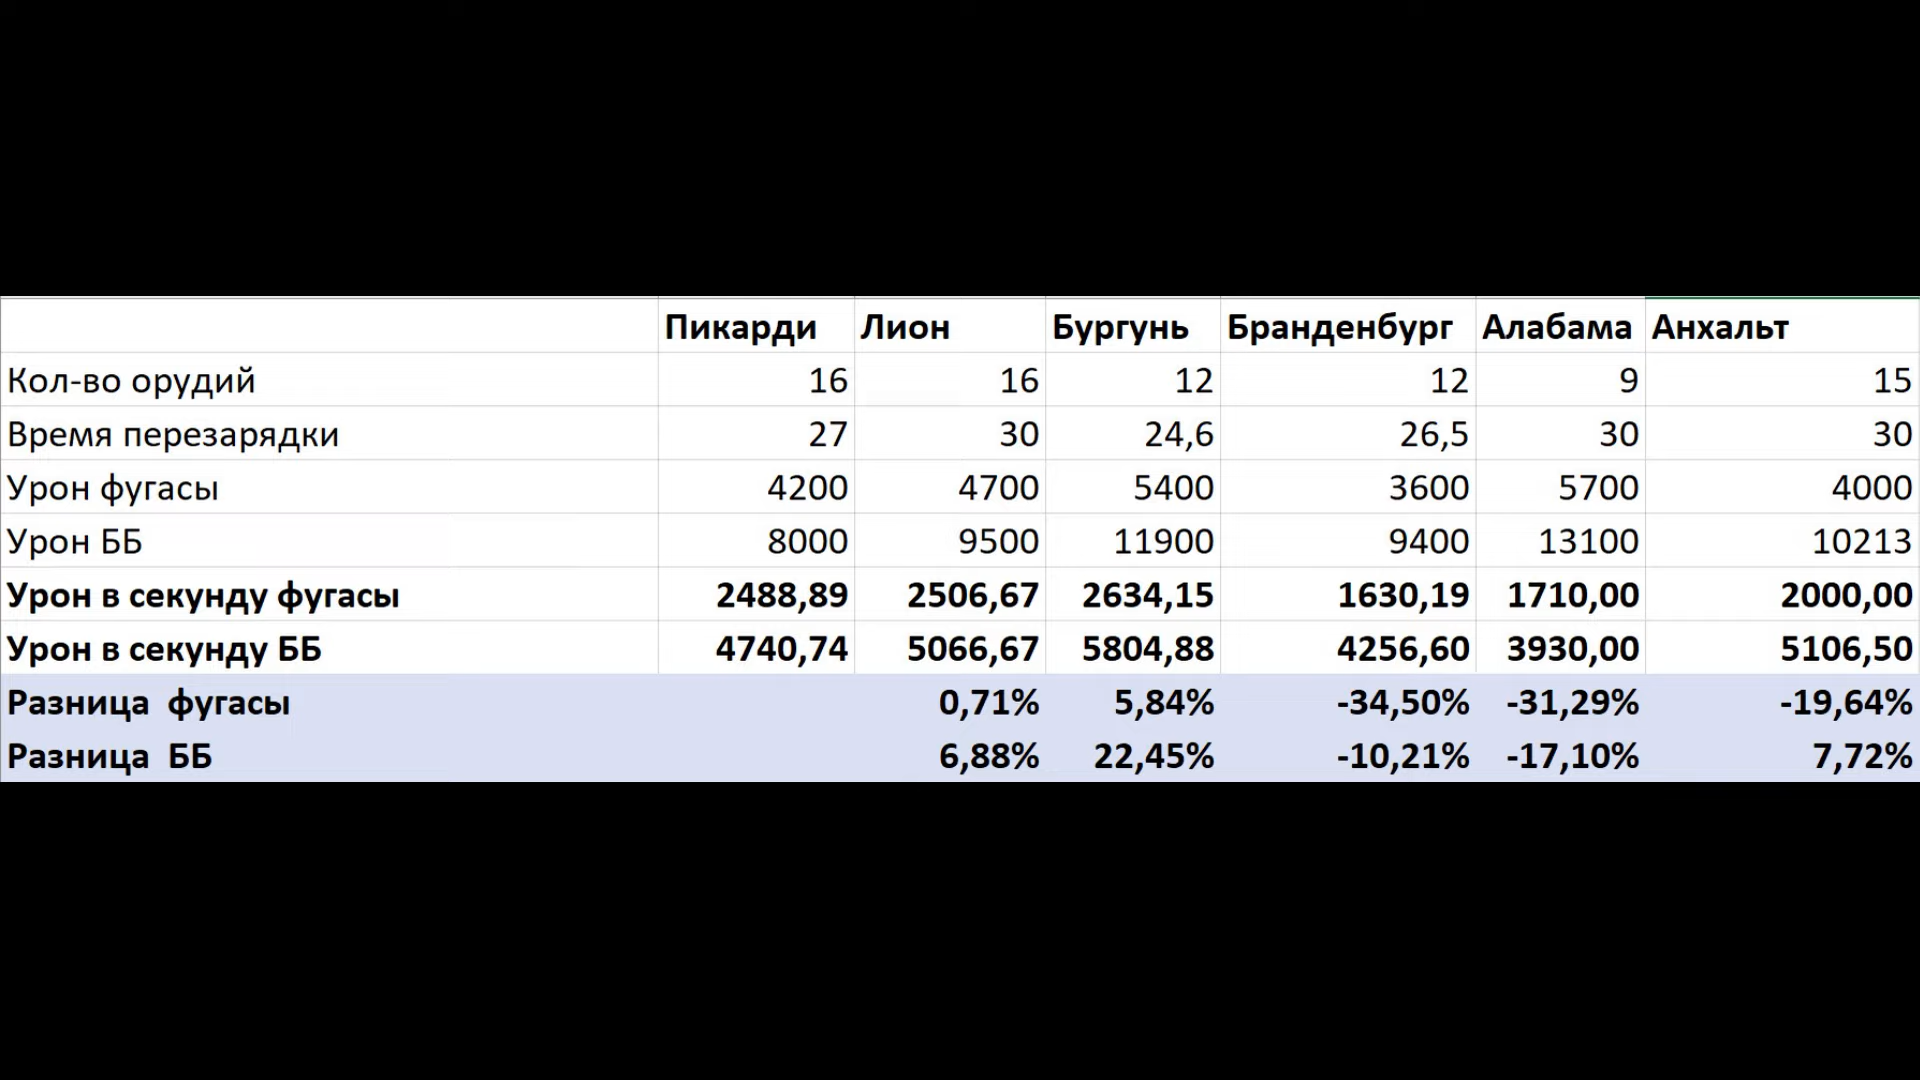 Пикарди Лион Бургунь Бранденбург Алабама Анхальт
Кол-во орудий 16 16 12 12 9 15
Время перезарядки 27 30 24,6 26,5 30 30
Урон фугасы 4200 4700 5400 3600 5700 4000
Урон ББ 8000 9500 11900 9400 13100 10213
Урон в секунду фугасы 2488,89 2506,67 2634,15 1630,19 1710,00 2000,00
Урон в секунду ББ 4740,74 5066,67 5804,88 4256,60 3930,00 5106,50
Разница фугасы 0,71% 5,84% -34,50% -31,29% -19,64%
Разница ББ 6,88% 22,45% -10,21% -17,10% 7,72%